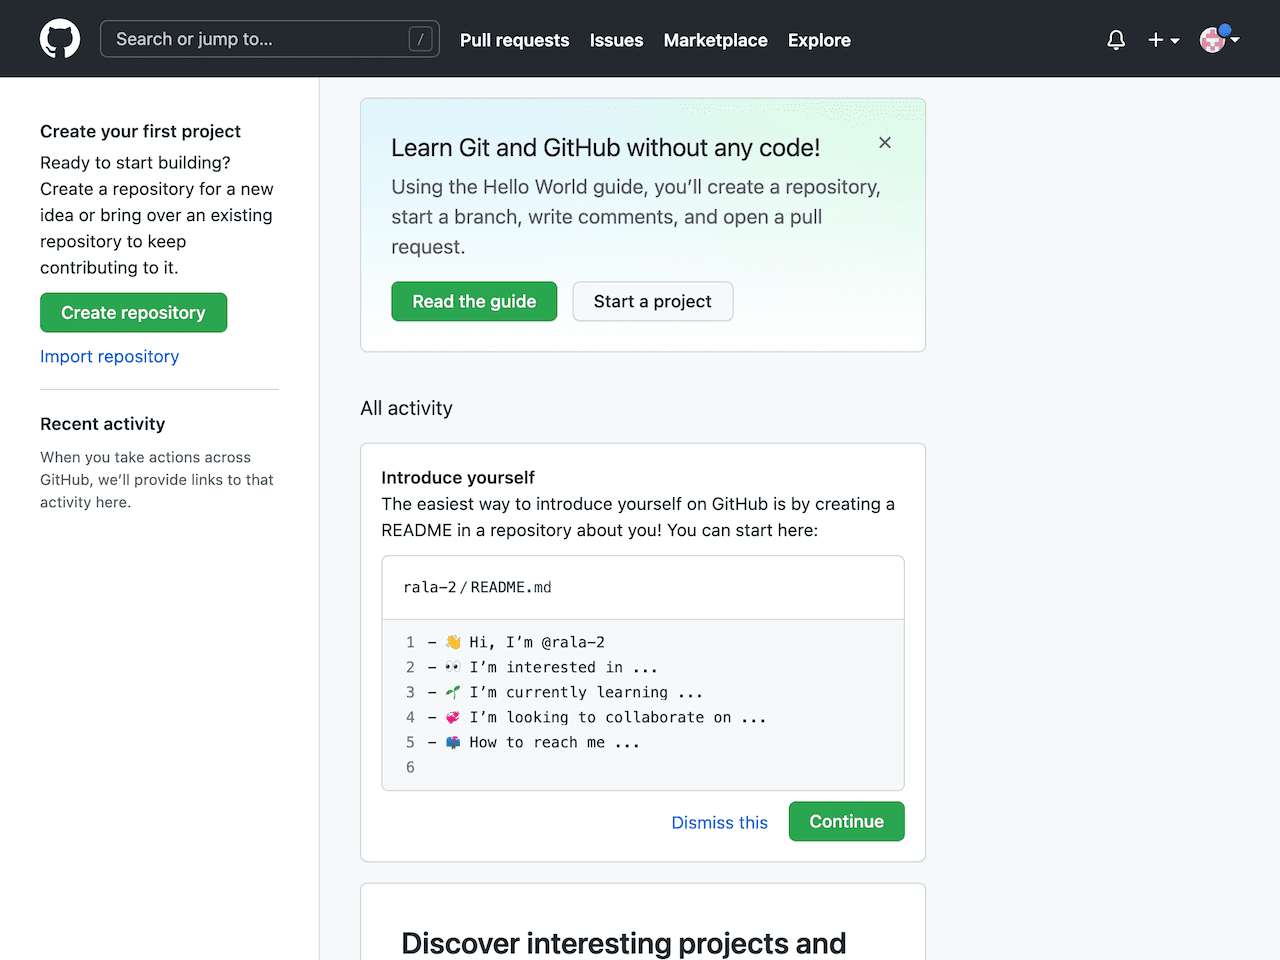 Search or jump to... /
Pull requests
Issues
Marketplace
Explore
Create your first project
Ready to start building?
Create a repository for a new
idea or bring over an existing
repository to keep
contributing to it.
Create repository
Import repository
Recent activity
When you take actions across
GitHub, we’ll provide links to that
activity here.
Learn Git and GitHub without any code!
Using the Hello World guide, you’ll create a repository,
start a branch, write comments, and open a pull
request.
Read the guide
Start a project
All activity
Introduce yourself
The easiest way to introduce yourself on GitHub is by creating a
README in a repository about you! You can start here:
rala-2/README.md
1 - 👋 Hi, I’m @rala-2
2 - 👀 I’m interested in ...
3 - 🌱 I’m currently learning ...
4 - 💞️ I’m looking to collaborate on ...
5 - 📫 How to reach me ...
6
Dismiss this
Continue
Discover interesting projects and